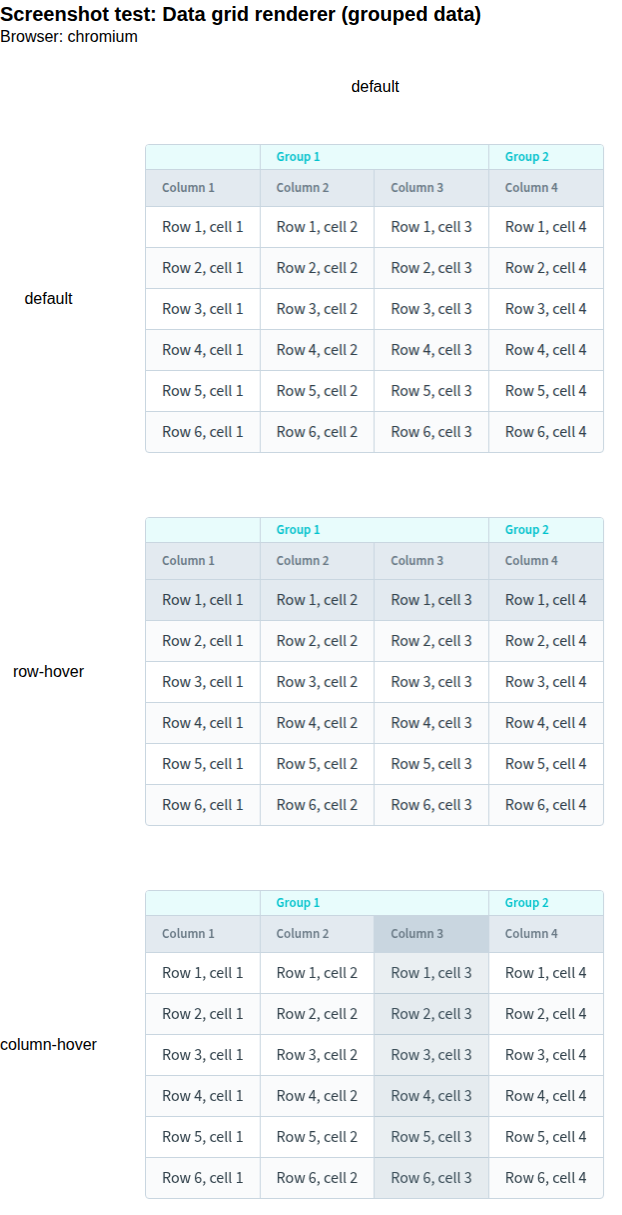 Screenshot test: Data grid renderer (grouped data)
Browser: chromium
default
default
Group 1 Group 2
Column 1 Column 2 Column 3 Column 4
Row 1, cell 1 Row 1, cell 2 Row 1, cell 3 Row 1, cell 4
Row 2, cell 1 Row 2, cell 2 Row 2, cell 3 Row 2, cell 4
Row 3, cell 1 Row 3, cell 2 Row 3, cell 3 Row 3, cell 4
Row 4, cell 1 Row 4, cell 2 Row 4, cell 3 Row 4, cell 4
Row 5, cell 1 Row 5, cell 2 Row 5, cell 3 Row 5, cell 4
Row 6, cell 1 Row 6, cell 2 Row 6, cell 3 Row 6, cell 4
row-hover
Group 1 Group 2
Column 1 Column 2 Column 3 Column 4
Row 1, cell 1 Row 1, cell 2 Row 1, cell 3 Row 1, cell 4
Row 2, cell 1 Row 2, cell 2 Row 2, cell 3 Row 2, cell 4
Row 3, cell 1 Row 3, cell 2 Row 3, cell 3 Row 3, cell 4
Row 4, cell 1 Row 4, cell 2 Row 4, cell 3 Row 4, cell 4
Row 5, cell 1 Row 5, cell 2 Row 5, cell 3 Row 5, cell 4
Row 6, cell 1 Row 6, cell 2 Row 6, cell 3 Row 6, cell 4
column-hover
Group 1 Group 2
Column 1 Column 2 Column 3 Column 4
Row 1, cell 1 Row 1, cell 2 Row 1, cell 3 Row 1, cell 4
Row 2, cell 1 Row 2, cell 2 Row 2, cell 3 Row 2, cell 4
Row 3, cell 1 Row 3, cell 2 Row 3, cell 3 Row 3, cell 4
Row 4, cell 1 Row 4, cell 2 Row 4, cell 3 Row 4, cell 4
Row 5, cell 1 Row 5, cell 2 Row 5, cell 3 Row 5, cell 4
Row 6, cell 1 Row 6, cell 2 Row 6, cell 3 Row 6, cell 4